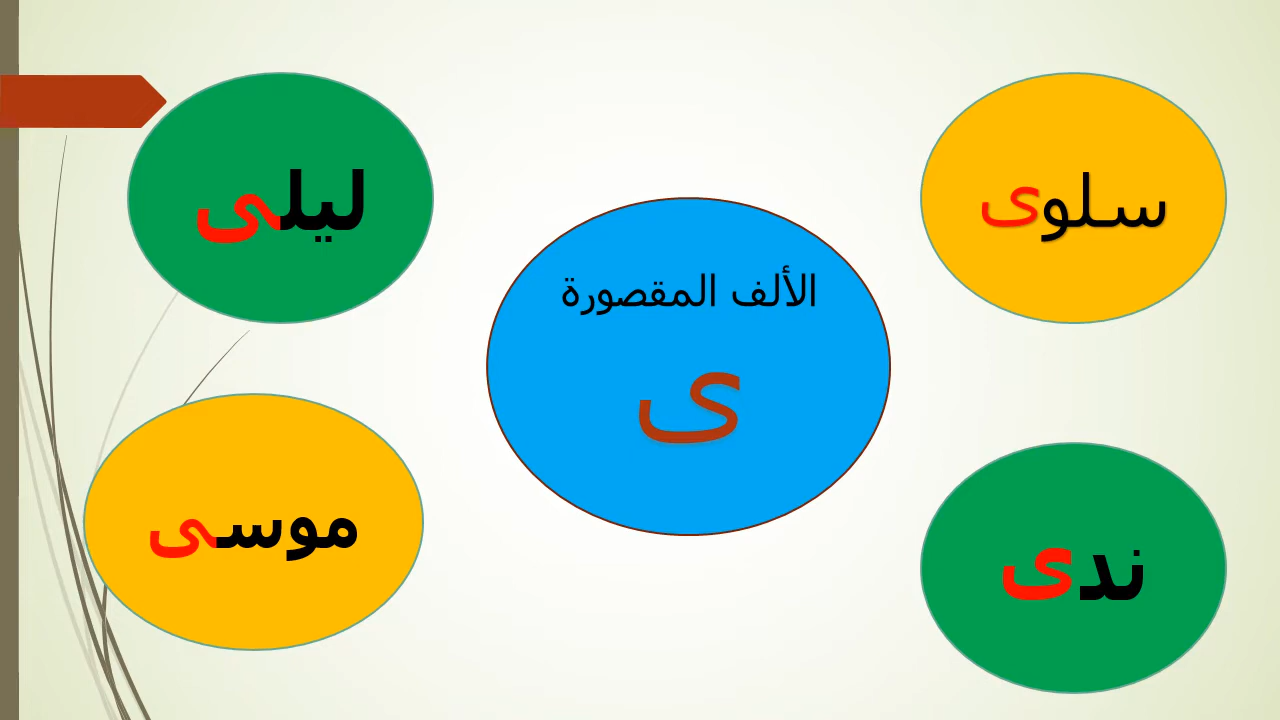 سلوى
ليلى
الألف المقصورة
ى
موسى
ندى